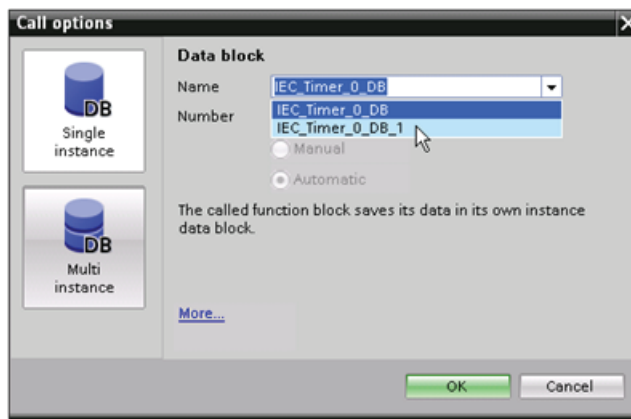 Call options
Data block
Name
IEC_Timer_0_DB
IEC_Timer_0_DB
IEC_Timer_0_DB_1
Number
Manual
Automatic
The called function block saves its data in its own instance
data block.
More...
DB
Single
instance
DB
Multi
instance
OK
Cancel